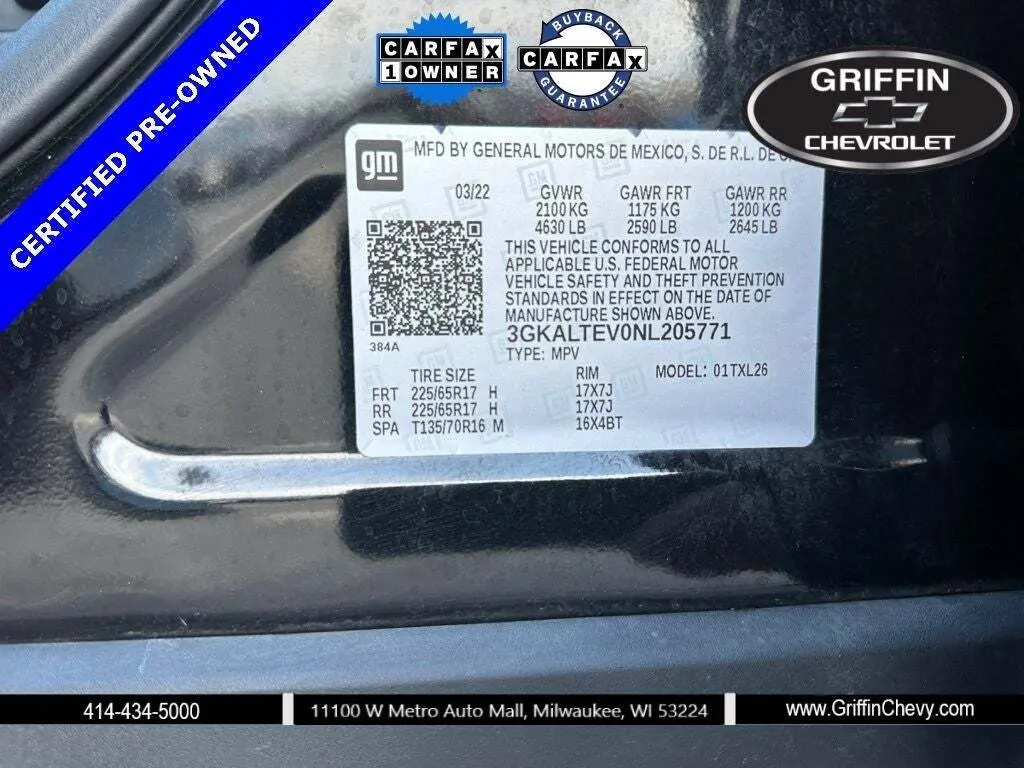 CERTIFIED PRE-OWNED
CARFAX
1 OWNER
BUYBACK
CARFAX
GUARANTEE
GRIFFIN
CHEVROLET
gm
MFD BY GENERAL MOTORS DE MEXICO, S. DE R.L. DE
03/22 GVWR GAWR FRT GAWR RR
2100 KG 1175 KG 1200 KG
4630 LB 2590 LB 2645 LB
THIS VEHICLE CONFORMS TO ALL
APPLICABLE U.S. FEDERAL MOTOR
VEHICLE SAFETY AND THEFT PREVENTION
STANDARDS IN EFFECT ON THE DATE OF
MANUFACTURE SHOWN ABOVE.
384A
3GKALTEV0NL205771
TYPE: MPV
MODEL: 01TXL26
TIRE SIZE RIM
FRT 225/65R17 H 17X7J
RR 225/65R17 H 17X7J
SPA T135/70R16 M 16X4BT
414-434-5000
11100 W Metro Auto Mall, Milwaukee, WI 53224
www.GriffinChevy.com